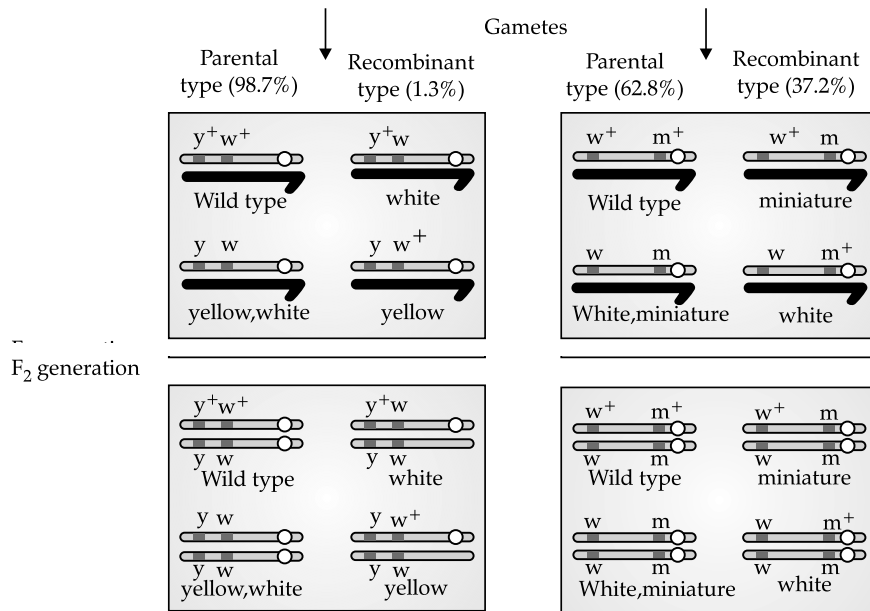 Gametes
Parental
type (98.7%)
Recombinant
type (1.3%)
Parental
type (62.8%)
Recombinant
type (37.2%)
y+ w+
y+ w
w+ m+
w+ m
Wild type
white
Wild type
miniature
y w
y w+
w m
w m+
yellow,white
yellow
White,miniature
white
F2 generation
y+ w+
y+ w
w+ m+
w+ m
y w
y w
w m
w m
Wild type
white
Wild type
miniature
y w
y w+
w m
w m+
y w
y w
w m
w m
yellow,white
yellow
White,miniature
white